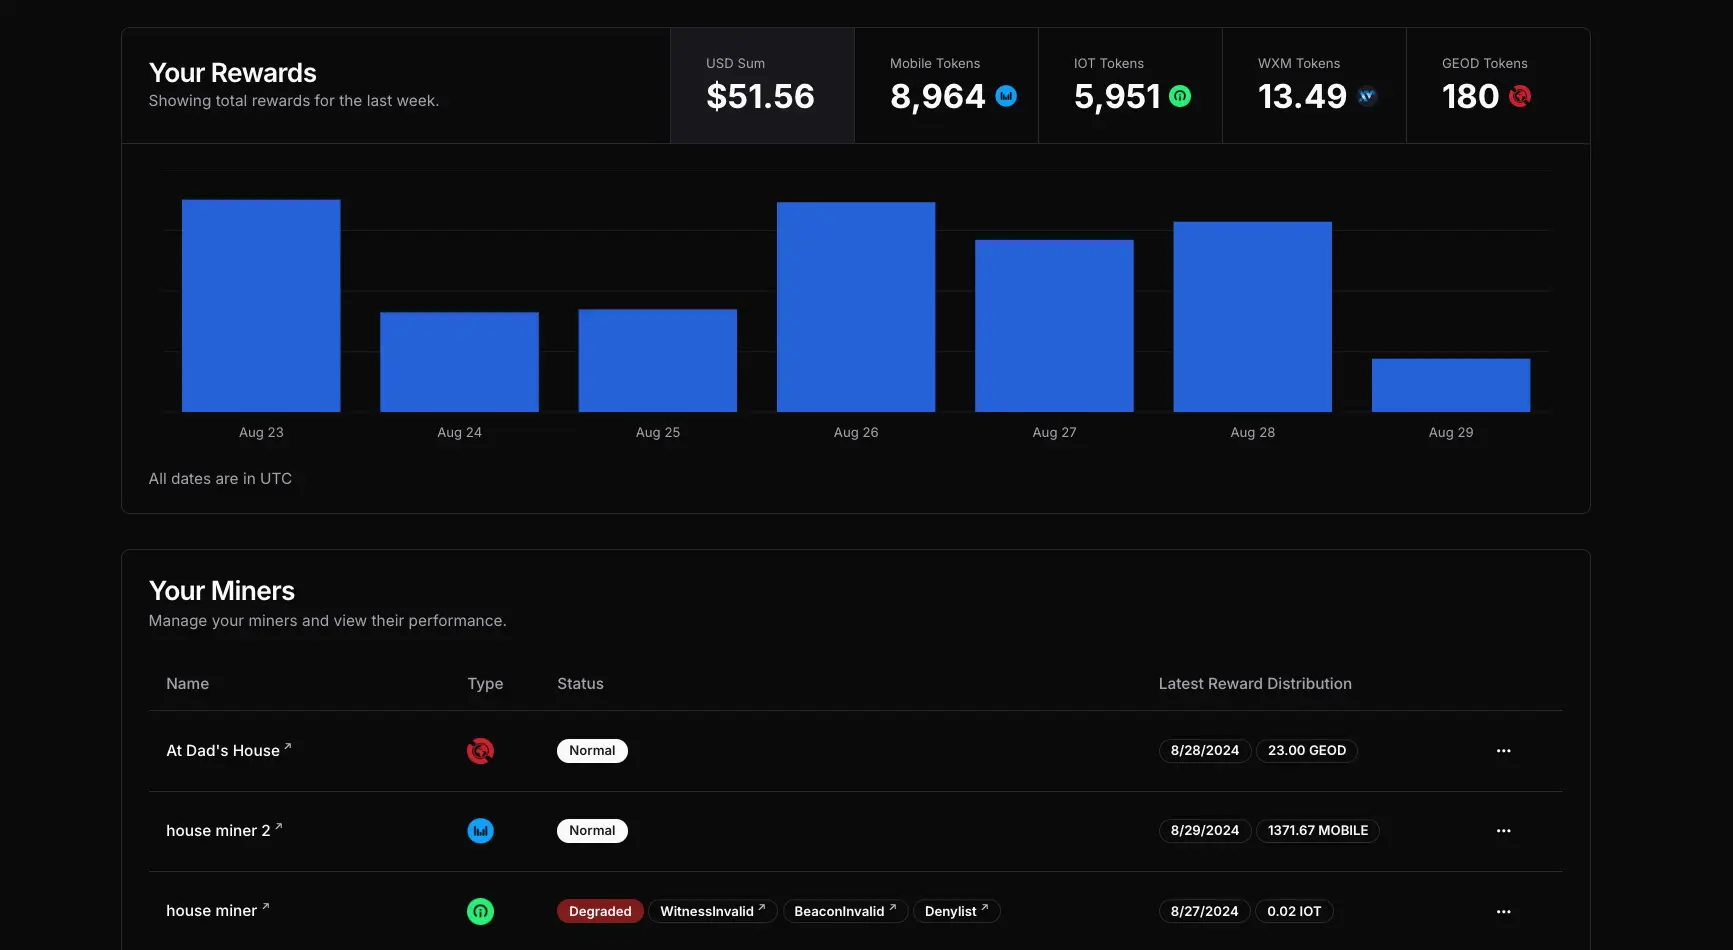 Your Rewards
Showing total rewards for the last week.
USD Sum
$51.56
Mobile Tokens
8,964
IOT Tokens
5,951
WXM Tokens
13.49
GEOD Tokens
180
Aug 23 Aug 24 Aug 25 Aug 26 Aug 27 Aug 28 Aug 29
All dates are in UTC
Your Miners
Manage your miners and view their performance.
Name Type Status Latest Reward Distribution
At Dad's House ↗ Normal 8/28/2024 23.00 GEOD ...
house miner 2 ↗ Normal 8/29/2024 1371.67 MOBILE ...
house miner ↗ Degraded WitnessInvalid ↗ BeaconInvalid ↗ Denylist ↗ 8/27/2024 0.02 IOT ...